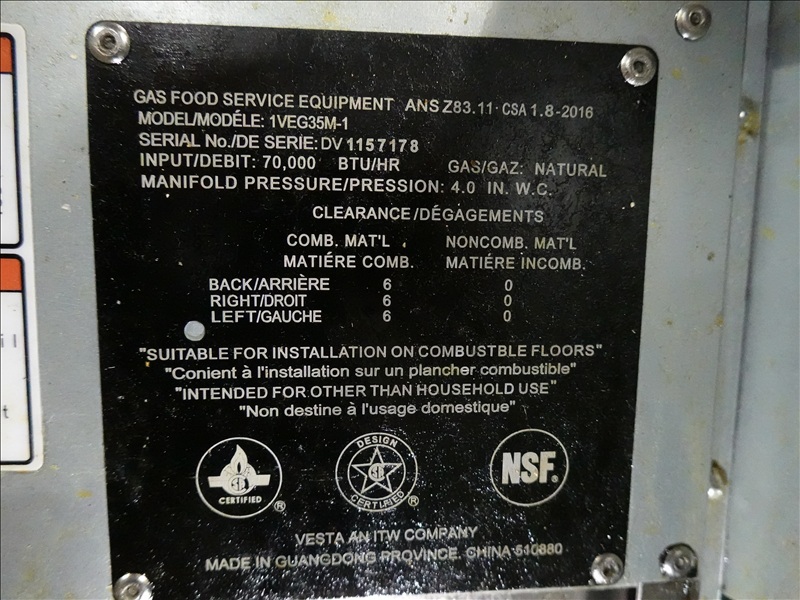 GAS FOOD SERVICE EQUIPMENT ANS Z83.11· CSA 1.8-2016
MODEL/MODÉLE: 1VEG35M-1
SERIAL No./DE SERIE: DV 1157178
INPUT/DEBIT: 70,000 BTU/HR GAS/GAZ: NATURAL
MANIFOLD PRESSURE/PRESSION: 4.0 IN. W.C.
CLEARANCE/DÉGAGEMENTS
COMB. MAT'L NONCOMB. MAT'L
MATIÉRE COMB. MATIÉRE INCOMB.
BACK/ARRIÈRE 6 0
RIGHT/DROIT 6 0
LEFT/GAUCHE 6 0
"SUITABLE FOR INSTALLATION ON COMBUSTBLE FLOORS"
"Conient à l'installation sur un plancher combustible"
"INTENDED FOR OTHER THAN HOUSEHOLD USE"
"Non destine à l'usage domestique"
CERTIFIED ®
DESIGN CERTIFIED ®
NSF®
VESTA AN ITW COMPANY
MADE IN GUANGDONG PROVINCE, CHINA 510880